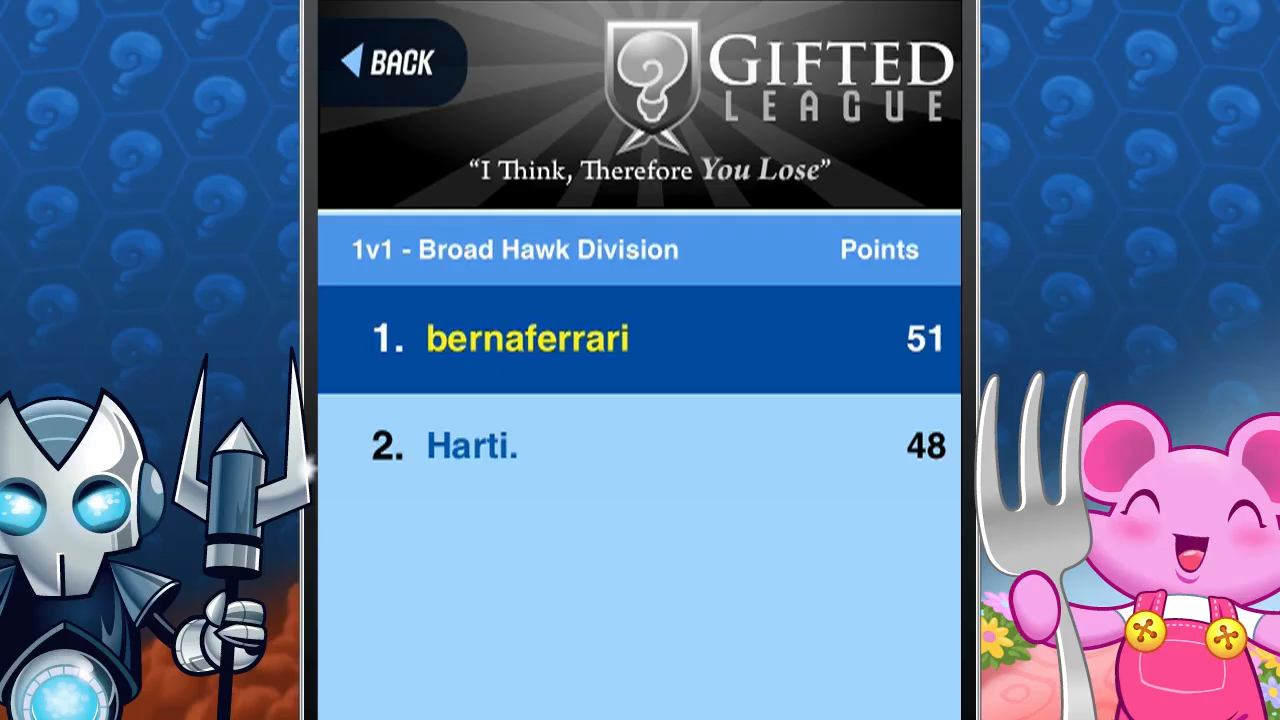 BACK
GIFTED
LEAGUE
“I Think, Therefore You Lose”
1v1 - Broad Hawk Division Points
1. bernaferrari 51
2. Harti. 48